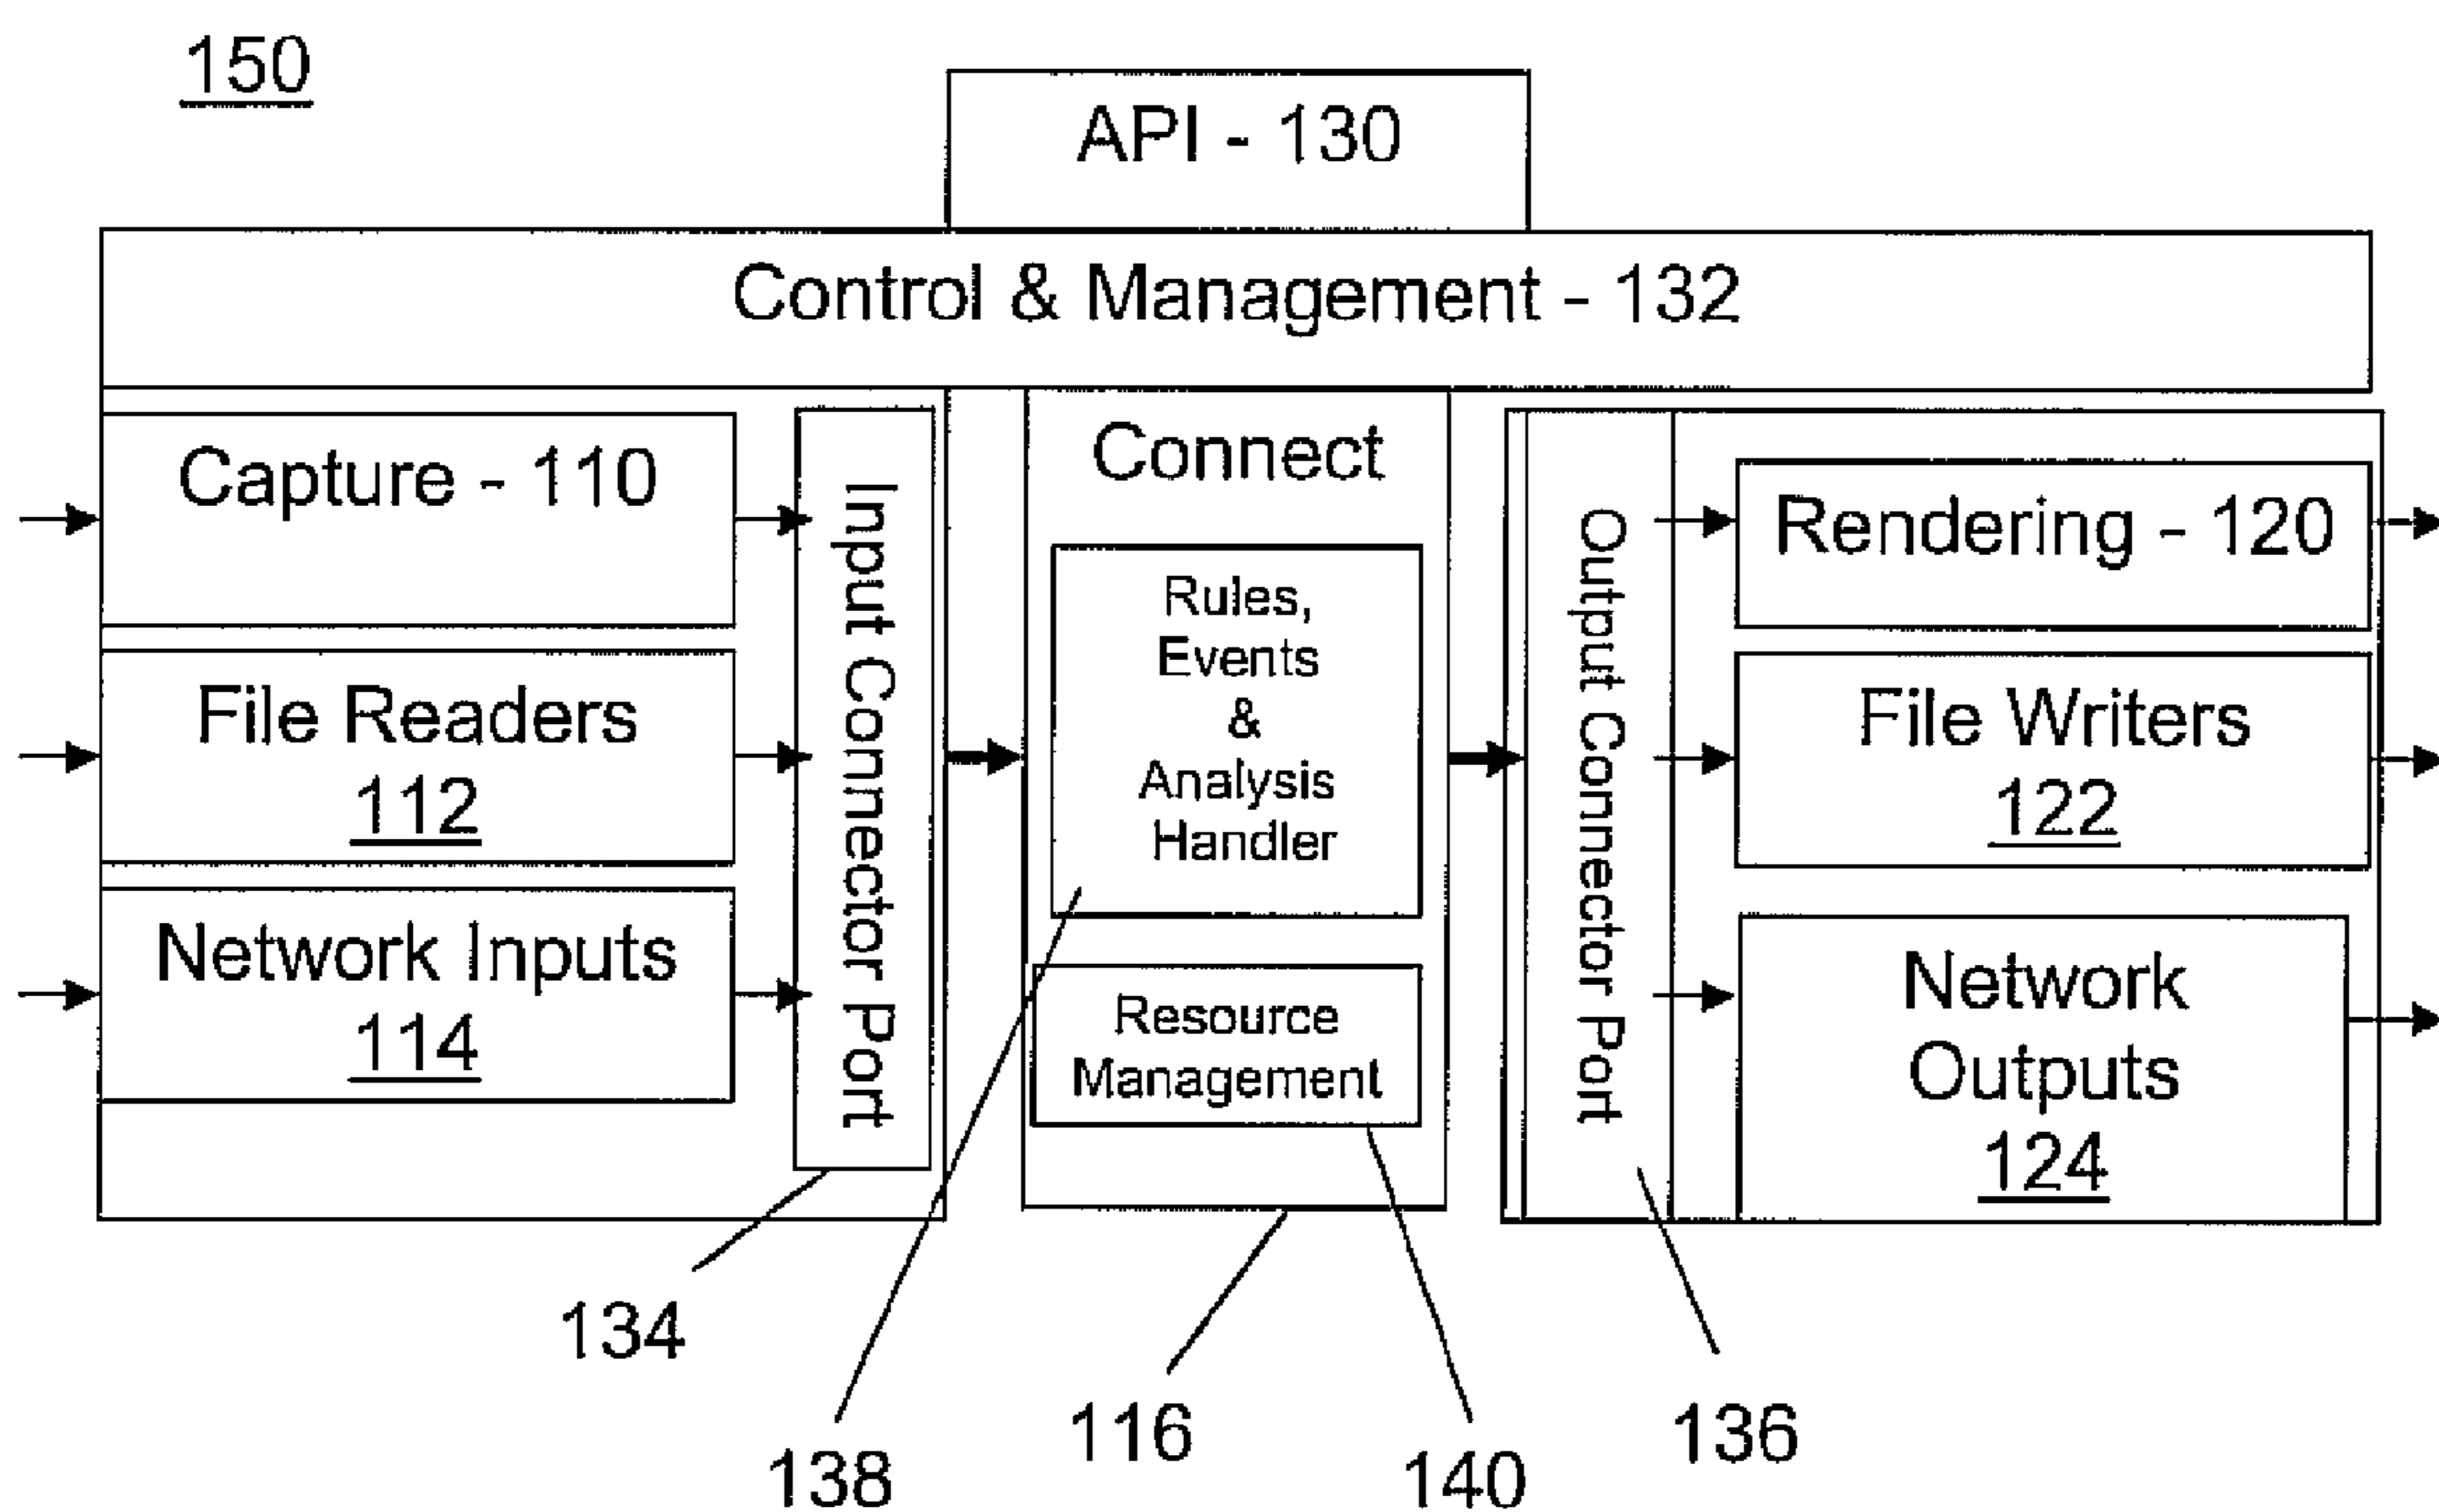 150
API - 130
Control & Management - 132
Capture - 110
File Readers
112
Network Inputs
114
Input Connector Port
Connect
Rules,
Events
&
Analysis
Handler
Resource
Management
Output Connector Port
Rendering - 120
File Writers
122
Network
Outputs
124
134
138
116
140
136